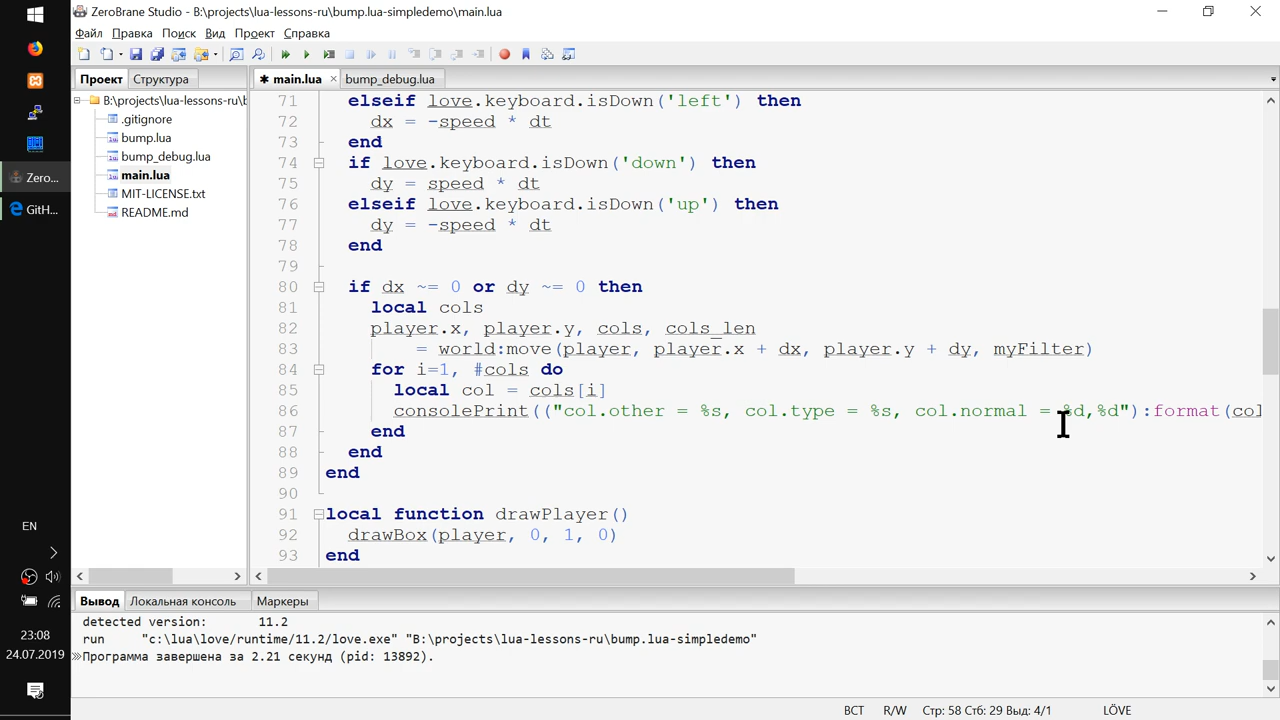 ZeroBrane Studio - B:\projects\lua-lessons-ru\bump.lua-simpledemo\main.lua
Файл Правка Поиск Вид Проект Справка
Проект Структура
✱ main.lua × bump_debug.lua
B:\projects\lua-lessons-ru\b
.gitignore
bump.lua
bump_debug.lua
main.lua
MIT-LICENSE.txt
README.md
71 elseif love.keyboard.isDown('left') then
72 dx = -speed * dt
73 end
74 if love.keyboard.isDown('down') then
75 dy = speed * dt
76 elseif love.keyboard.isDown('up') then
77 dy = -speed * dt
78 end
79
80 if dx ~= 0 or dy ~= 0 then
81 local cols
82 player.x, player.y, cols, cols_len
83 = world:move(player, player.x + dx, player.y + dy, myFilter)
84 for i=1, #cols do
85 local col = cols[i]
86 consolePrint(("col.other = %s, col.type = %s, col.normal = %d,%d"):format(col
87 end
88 end
89 end
90
91 local function drawPlayer()
92 drawBox(player, 0, 1, 0)
93 end
Zero...
GitH...
EN
23:08
24.07.2019
Вывод Локальная консоль Маркеры
detected version: 11.2
run "c:\lua\love/runtime/11.2/love.exe" "B:\projects\lua-lessons-ru\bump.lua-simpledemo"
Программа завершена за 2.21 секунд (pid: 13892).
ВСТ R/W Стр: 58 Стб: 29 Выд: 4/1 LÖVE